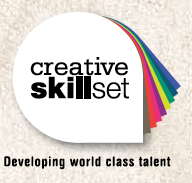 creative
skillset
Developing world class talent